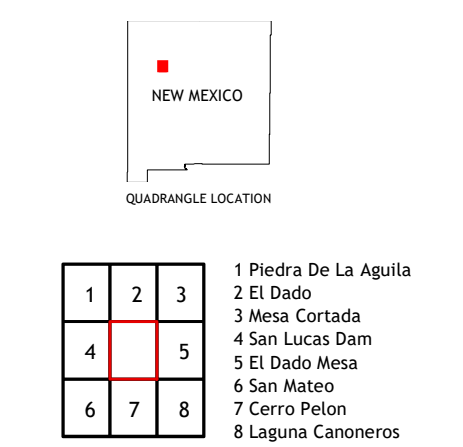 NEW MEXICO
QUADRANGLE LOCATION
1 2 3
4 5
6 7 8
1 Piedra De La Aguila
2 El Dado
3 Mesa Cortada
4 San Lucas Dam
5 El Dado Mesa
6 San Mateo
7 Cerro Pelon
8 Laguna Canoneros